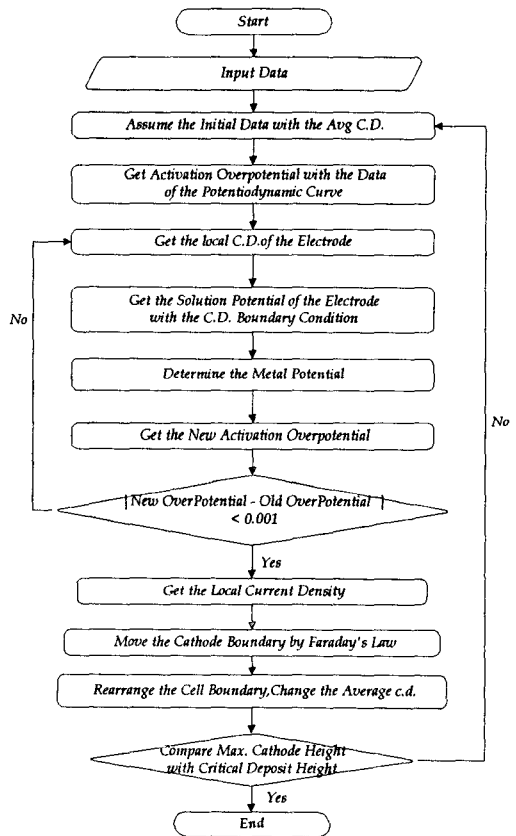 Start
Input Data
Assume the Initial Data with the Avg C.D.
Get Activation Overpotential with the Data
of the Potentiodynamic Curve
Get the local C.D.of the Electrode
Get the Solution Potential of the Electrode
with the C.D. Boundary Condition
No
Determine the Metal Potential
Get the New Activation Overpotential
No
| New OverPotential - Old OverPotential |
< 0.001
Yes
Get the Local Current Density
Move the Cathode Boundary by Faraday's Law
Rearrange the Cell Boundary,Change the Average c.d.
Compare Max. Cathode Height
with Critical Deposit Height
Yes
End